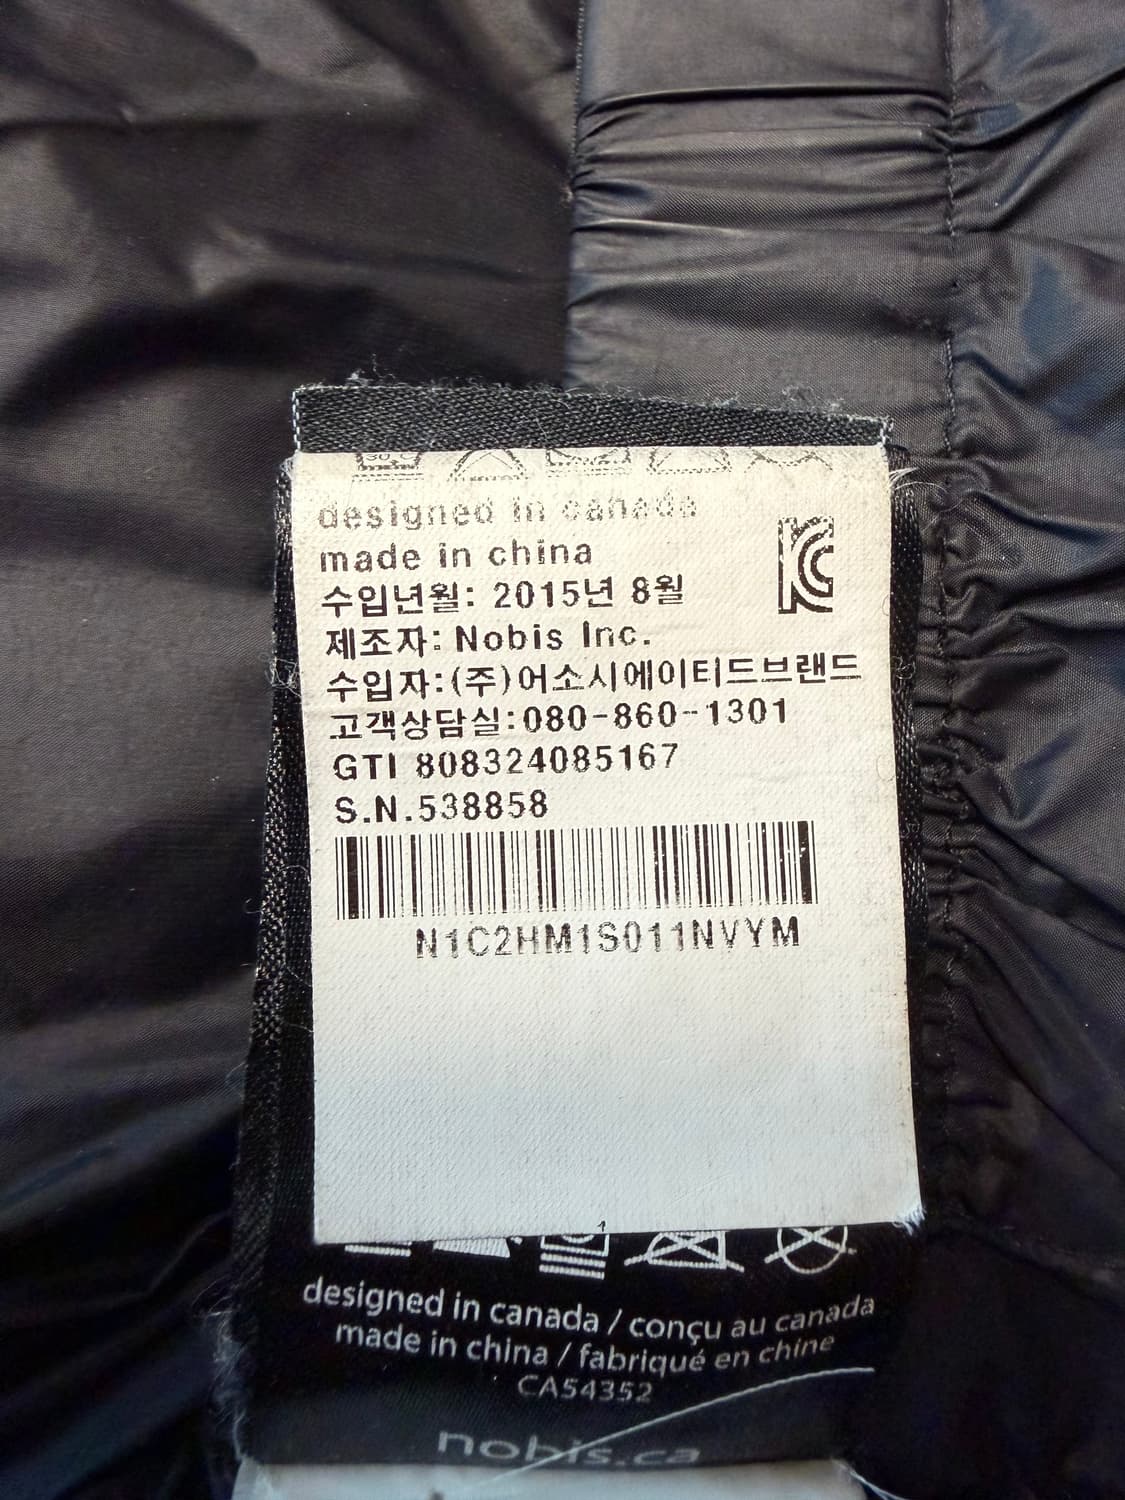 30℃
designed in canada
made in china
수입년월: 2015년 8월
제조자: Nobis Inc.
수입자:(주)어소시에이티드브랜드
고객상담실:080-860-1301
GTI 808324085167
S.N.538858
N1C2HM1S011NVYM
designed in canada / conçu au canada
made in china / fabriqué en chine
CA54352
nobis.ca